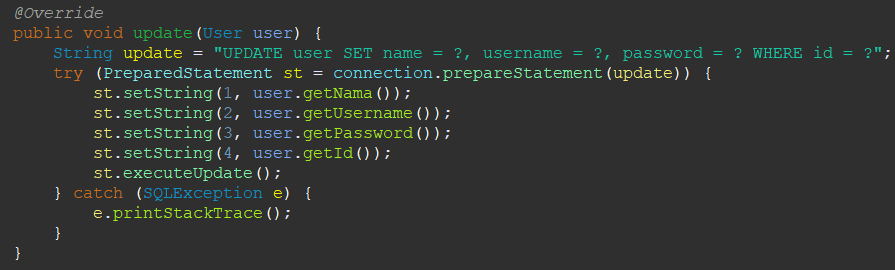 @Override
public void update(User user) {
    String update = "UPDATE user SET name = ?, username = ?, password = ? WHERE id = ?";
    try (PreparedStatement st = connection.prepareStatement(update)) {
        st.setString(1, user.getNama());
        st.setString(2, user.getUsername());
        st.setString(3, user.getPassword());
        st.setString(4, user.getId());
        st.executeUpdate();
    } catch (SQLException e) {
        e.printStackTrace();
    }
}